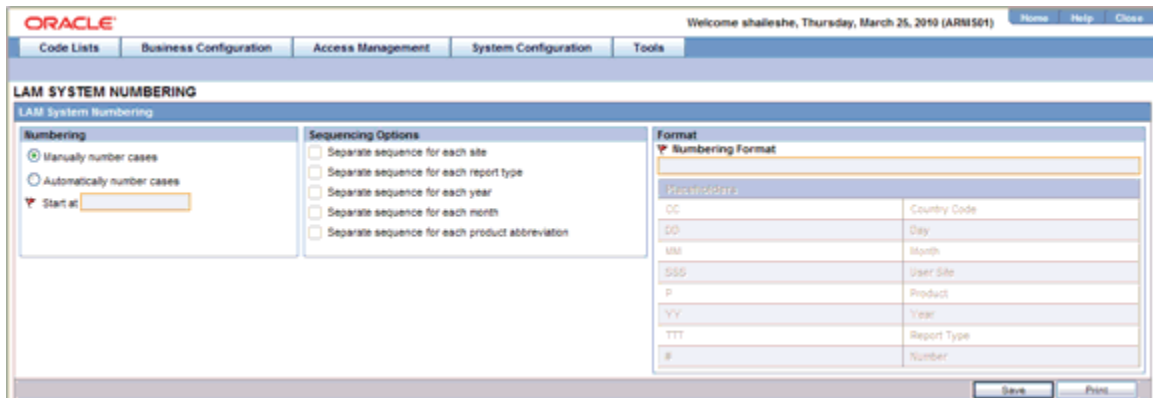 ORACLE
Welcome shaileshe, Thursday, March 25, 2010 (ARMIS01)
Home Help Close
Code Lists Business Configuration Access Management System Configuration Tools
LAM SYSTEM NUMBERING
LAM System Numbering
Numbering
Manually number cases
Automatically number cases
Start at
Sequencing Options
Separate sequence for each site
Separate sequence for each report type
Separate sequence for each year
Separate sequence for each month
Separate sequence for each product abbreviation
Format
Numbering Format
Placeholders
CC Country Code
DD Day
MM Month
SSS User Site
P Product
YY Year
TTT Report Type
# Number
Save Print